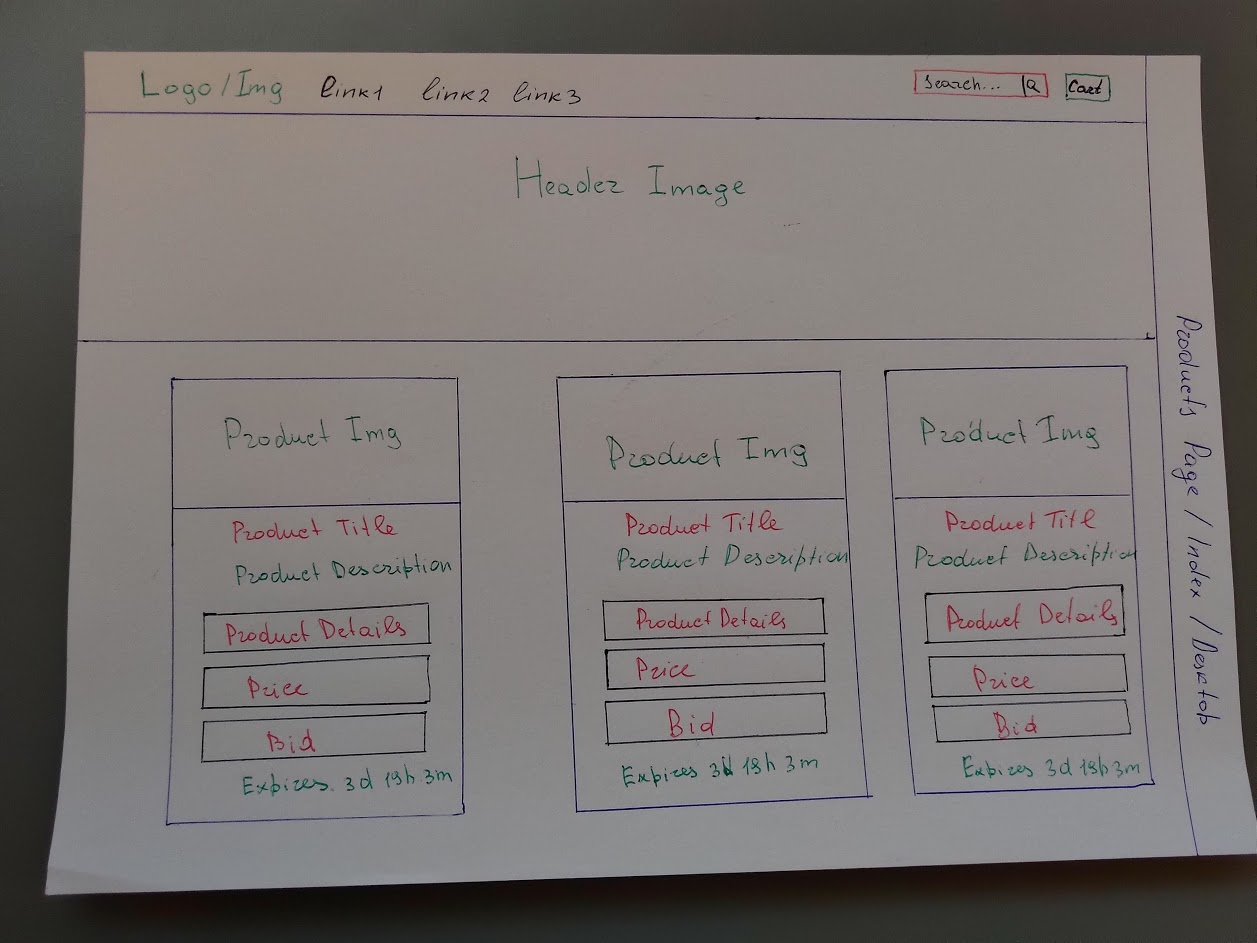 Logo/Img link1 link2 link3 Search... Cart
Header Image
Product Img
Product Title
Product Description
Product Details
Price
Bid
Expires. 3d 19h 3m
Product Img
Product Title
Product Description
Product Details
Price
Bid
Expires 3d 19h 3m
Product Img
Product Titl
Product Description
Product Details
Price
Bid
Expires 3d 19h 3m
Products Page / Index / Desktop